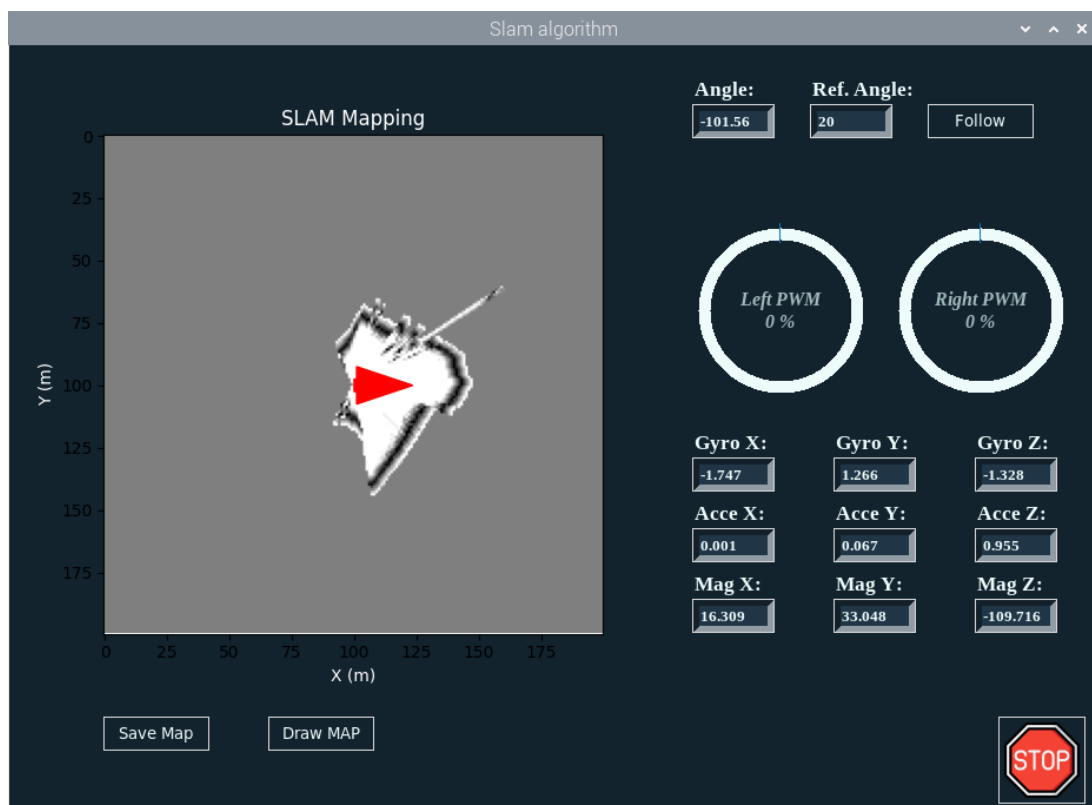 Slam algorithm
Angle:
Ref. Angle:
-101.56
20
Follow
SLAM Mapping
0
25
50
75
100
125
150
175
Y (m)
0
25
50
75
100
125
150
175
X (m)
Left PWM
0 %
Right PWM
0 %
Gyro X:
Gyro Y:
Gyro Z:
-1.747
1.266
-1.328
Acce X:
Acce Y:
Acce Z:
0.001
0.067
0.955
Mag X:
Mag Y:
Mag Z:
16.309
33.048
-109.716
Save Map
Draw MAP
STOP